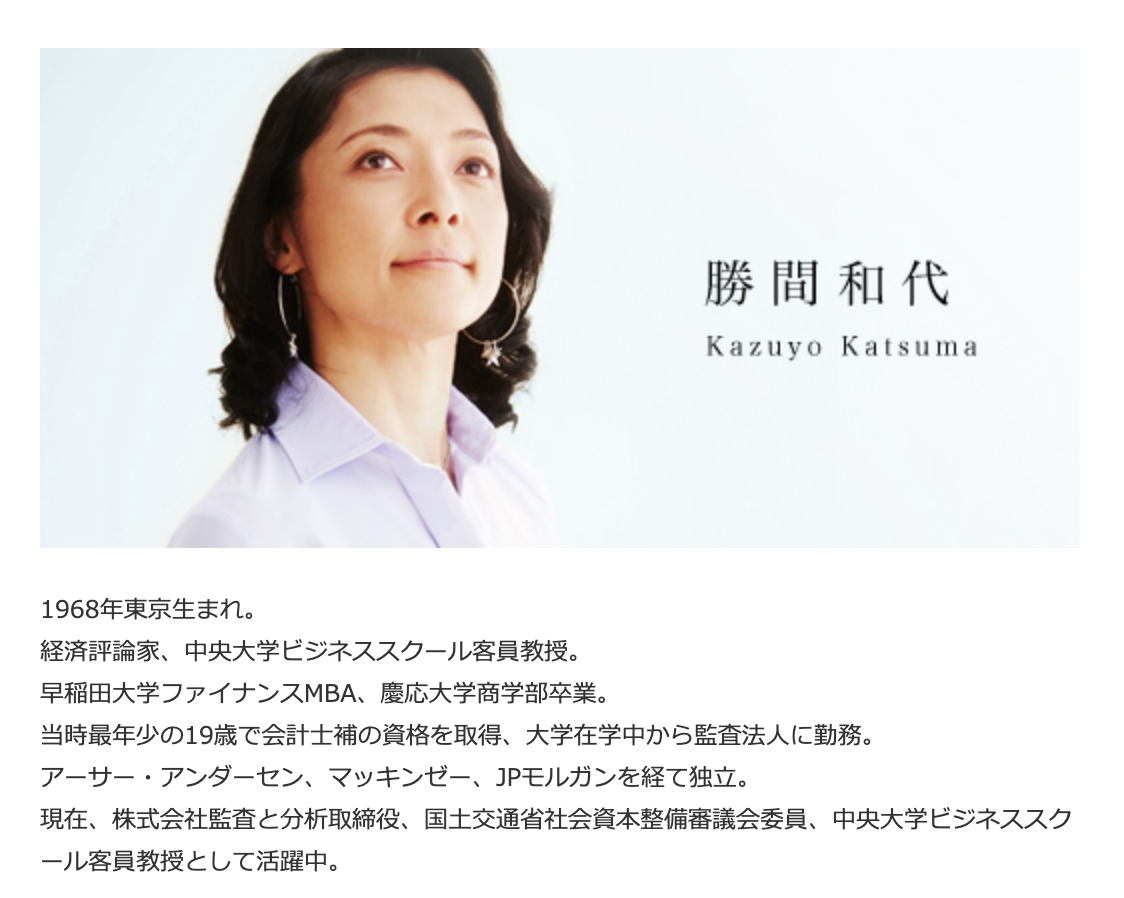 勝間和代
Kazuyo Katsuma
1968年東京生まれ。
経済評論家、中央大学ビジネススクール客員教授。
早稲田大学ファイナンスMBA、慶応大学商学部卒業。
当時最年少の19歳で会計士補の資格を取得、大学在学中から監査法人に勤務。
アーサー・アンダーセン、マッキンゼー、JPモルガンを経て独立。
現在、株式会社監査と分析取締役、国土交通省社会資本整備審議会委員、中央大学ビジネススク
ール客員教授として活躍中。